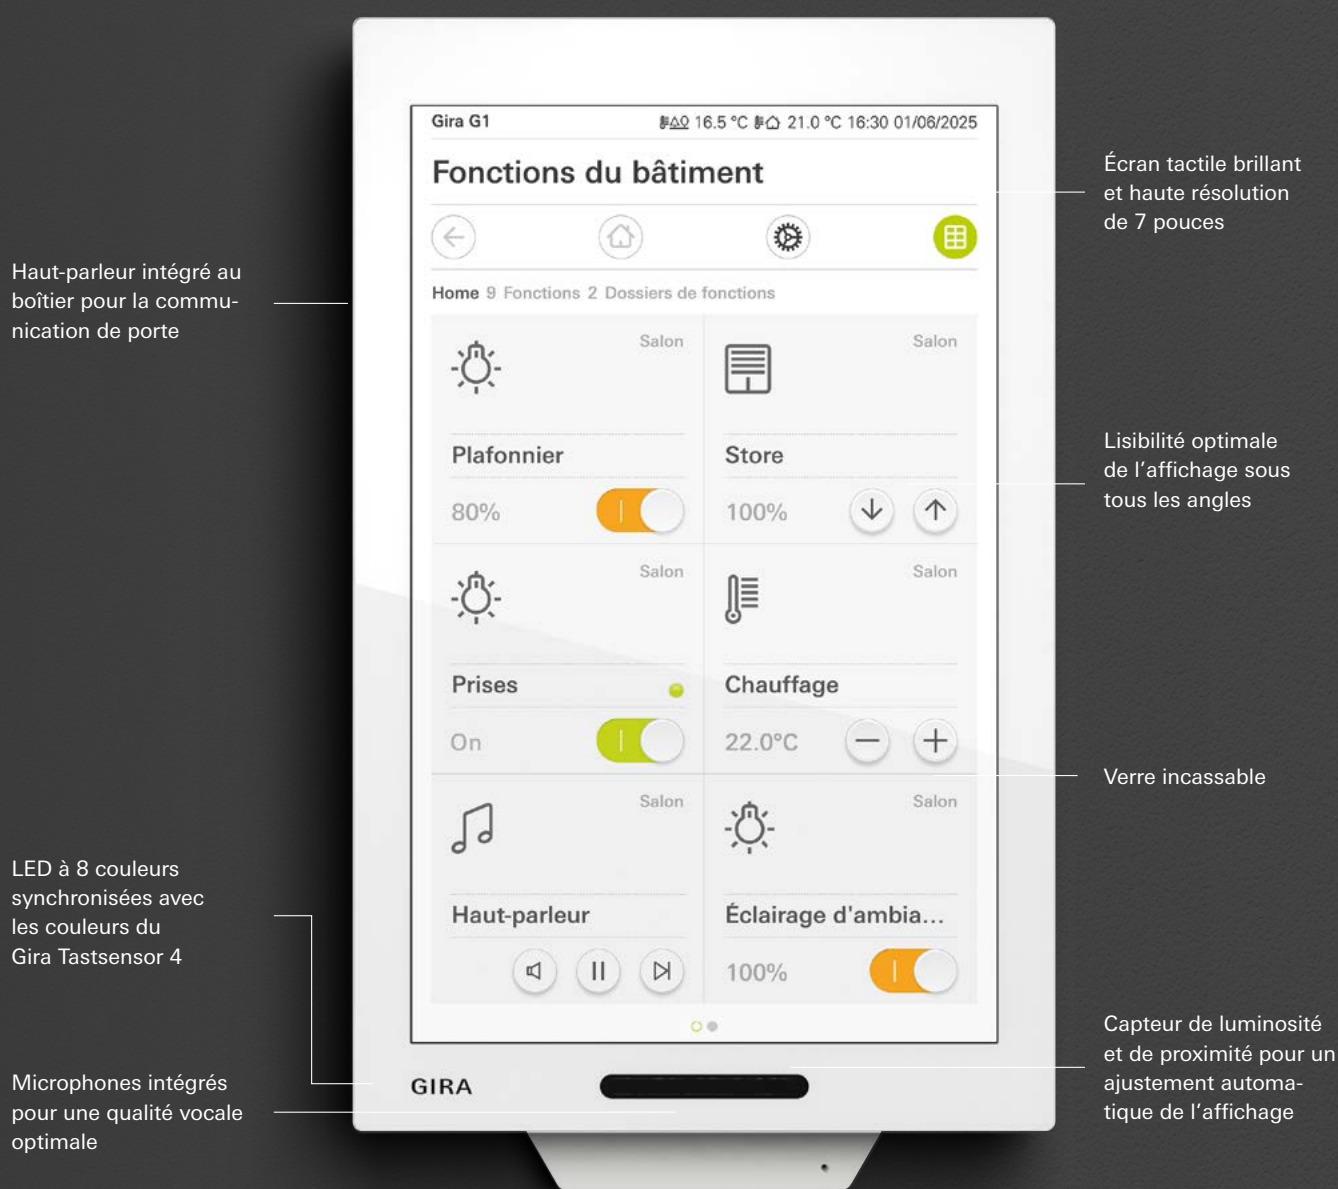 Gira G1
16.5 °C 21.0 °C 16:30 01/06/2025
Fonctions du bâtiment
Home 9 Fonctions 2 Dossiers de fonctions
Salon
Plafonnier
80%
Salon
Store
100%
Salon
Prises
On
Salon
Chauffage
22.0°C
Salon
Haut-parleur
Salon
Éclairage d'ambia...
100%
GIRA
Haut-parleur intégré au
boîtier pour la commu-
nication de porte
LED à 8 couleurs
synchronisées avec
les couleurs du
Gira Tastsensor 4
Microphones intégrés
pour une qualité vocale
optimale
Écran tactile brillant
et haute résolution
de 7 pouces
Lisibilité optimale
de l’affichage sous
tous les angles
Verre incassable
Capteur de luminosité
et de proximité pour un
ajustement automa-
tique de l’affichage